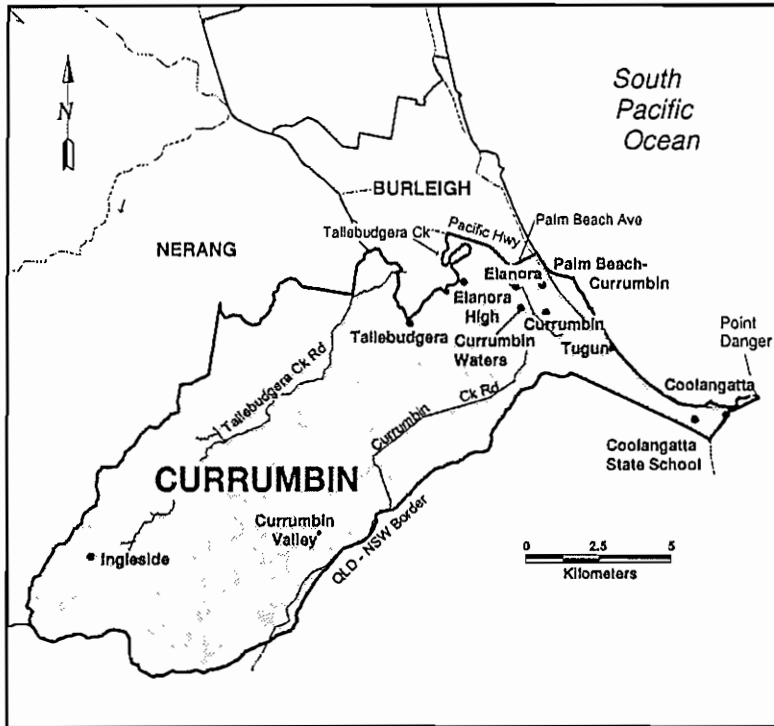 South
Pacific
Ocean
N
BURLEIGH
Palm Beach Ave
Tallebudgera Ck
Pacific Hwy
NERANG
Elanora
Palm Beach-
Currumbin
Elanora
High
Currumbin
Tallebudgera
Currumbin
Waters
Tugun
Point
Danger
Tallebudgera Ck Rd
Coolangatta
Currumbin Ck Rd
Coolangatta
State School
CURRUMBIN
Currumbin
Valley
QLD - NSW Border
Ingleside
0 2.5 5
Kilometers